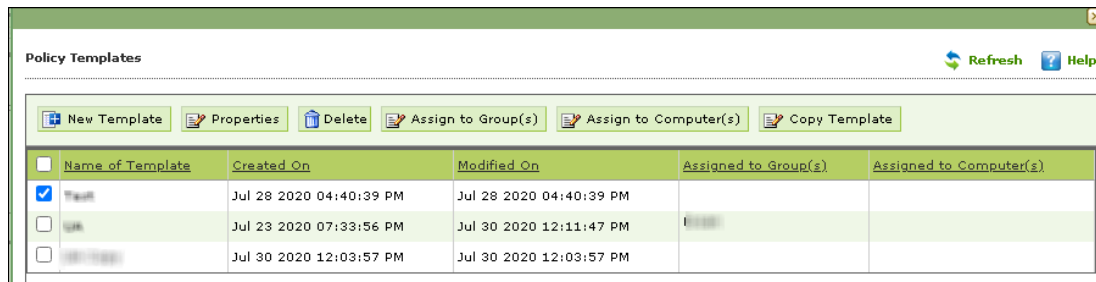 Policy Templates Refresh Help
New Template Properties Delete Assign to Group(s) Assign to Computer(s) Copy Template
Name of Template Created On Modified On Assigned to Group(s) Assigned to Computer(s)
Jul 28 2020 04:40:39 PM Jul 28 2020 04:40:39 PM
Jul 23 2020 07:33:56 PM Jul 30 2020 12:11:47 PM
Jul 30 2020 12:03:57 PM Jul 30 2020 12:03:57 PM